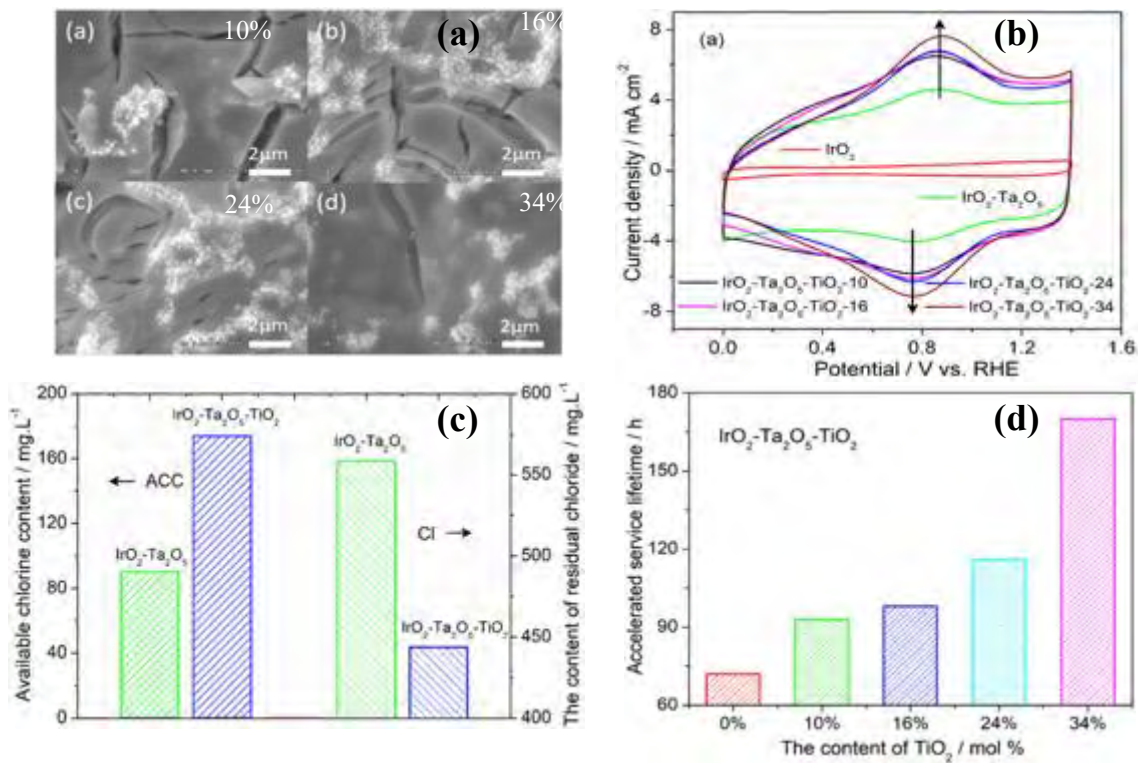 (a)
10%
2µm
(b)
(a)
16%
2µm
(c)
24%
2µm
(d)
34%
2µm
(a)
(b)
IrO₂
IrO₂-Ta₂O₅
IrO₂-Ta₂O₅-TiO₂-10
IrO₂-Ta₂O₅-TiO₂-24
IrO₂-Ta₂O₅-TiO₂-16
IrO₂-Ta₂O₅-TiO₂-34
8
4
0
-4
-8
Current density / mA cm⁻²
0.0 0.4 0.8 1.2 1.6
Potential / V vs. RHE
200
160
120
80
40
0
Available chlorine content / mg.L⁻¹
IrO₂-Ta₂O₅-TiO₂
(c)
IrO₂-Ta₂O₅
ACC
Cl
IrO₂-Ta₂O₅
IrO₂-Ta₂O₅-TiO₂
600
550
500
450
400
The content of residual chloride / mg.L⁻¹
180
150
120
90
60
Accelerated service lifetime / h
IrO₂-Ta₂O₅-TiO₂
(d)
0% 10% 16% 24% 34%
The content of TiO₂ / mol %